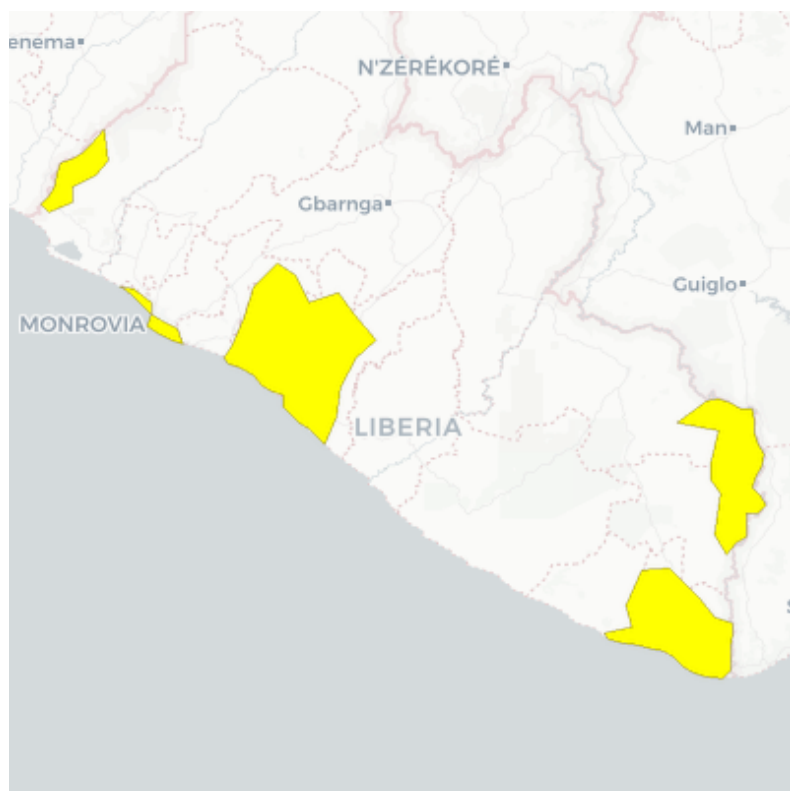 enema
N'ZÉRÉKORÉ
Man
Gbarnga
Guiglo
MONROVIA
LIBERIA
S